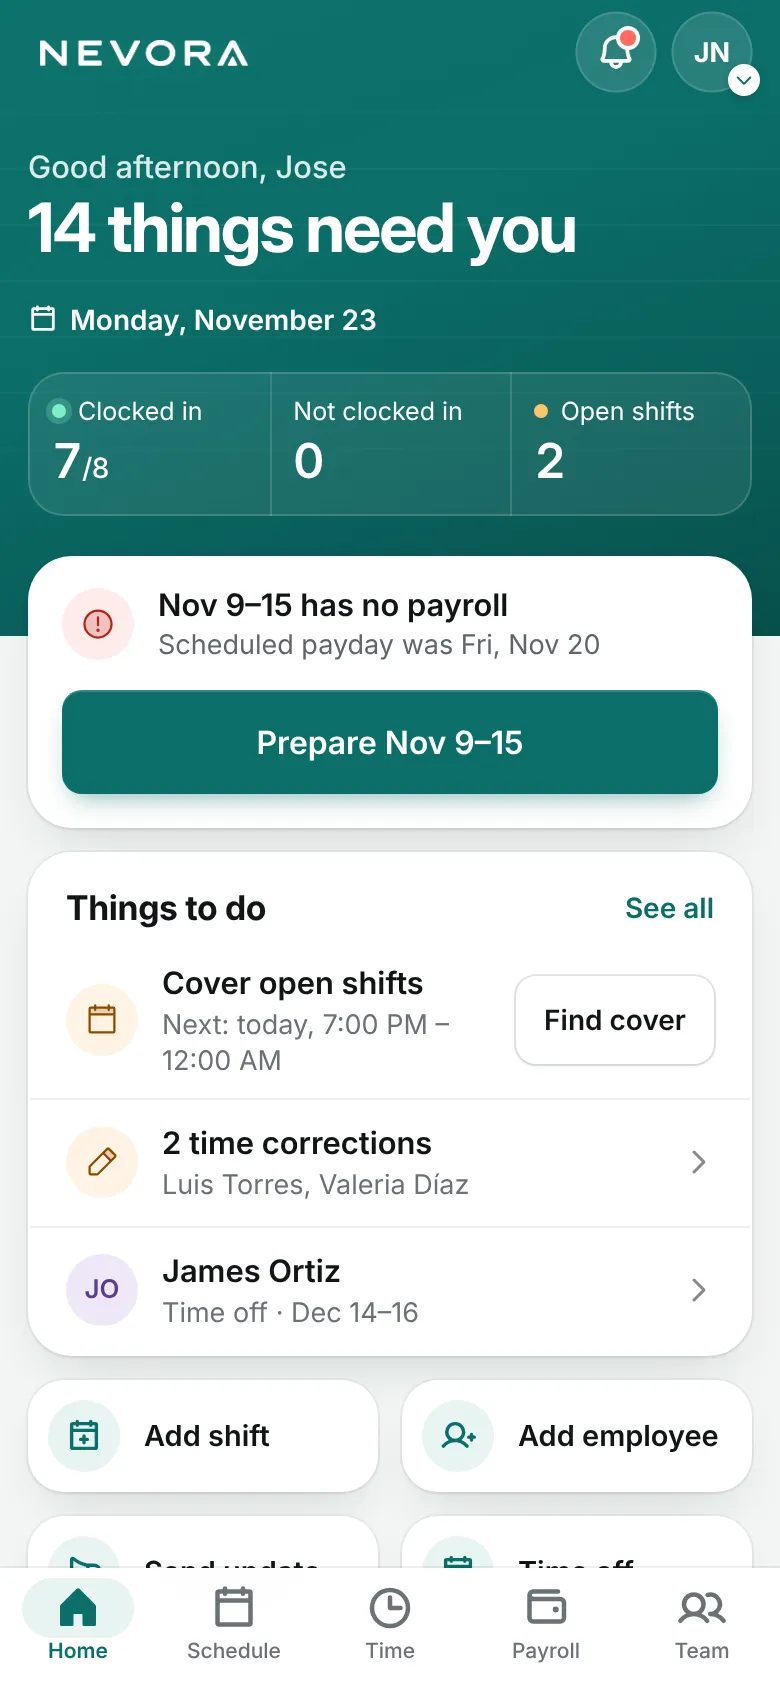 NEVORA
JN
Good afternoon, Jose
14 things need you
Monday, November 23
Clocked in
7/8
Not clocked in
0
Open shifts
2
Nov 9–15 has no payroll
Scheduled payday was Fri, Nov 20
Prepare Nov 9–15
Things to do
See all
Cover open shifts
Next: today, 7:00 PM –
12:00 AM
Find cover
2 time corrections
Luis Torres, Valeria Díaz
JO
James Ortiz
Time off · Dec 14–16
Add shift
Add employee
Send update
Time off
Home
Schedule
Time
Payroll
Team